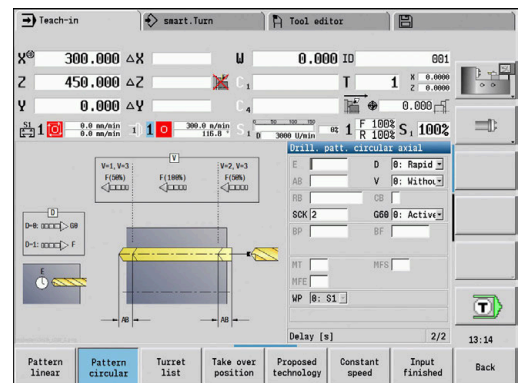 Teach-in smart.Turn Tool editor
X 300.000 △X W 0.000 ID 001
Z 450.000 △Z C1 T 1 X 0.0000
Z 0.0000
Y 0.000 △Y C4 0.000
S1 1 0.0 m/min 0.0 mm/min 1) 1 300.0 m/min 116.8 ° S1 50 100 150 0% D 3000 U/min 1 F 100% R 100% S1 100%
Drill. patt. circular axial
E D 0: Rapid
AB V 0: Withou
RB CB
SCK 2 G60 0: Active
BP BF
MT MFS
MFE
WP 0: S1
Delay [s] 2/2
V
V=1, V=3 V=2, V=3
F(50%) F(100%) F(50%)
D
D=0: G0
D=1: F
E
AB AB
T
13:14
Pattern linear
Pattern circular
Turret list
Take over position
Proposed technology
Constant speed
Input finished
Back